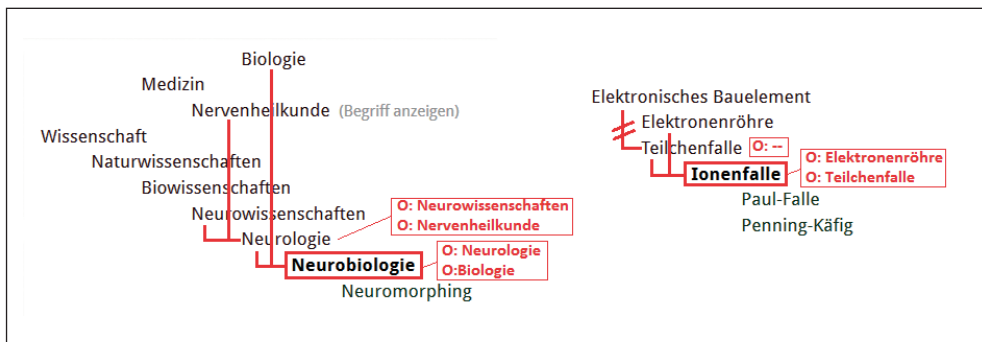 Biologie
Medizin
Nervenheilkunde (Begriff anzeigen)
Wissenschaft
Naturwissenschaften
Biowissenschaften
Neurowissenschaften
O: Neurowissenschaften
O: Nervenheilkunde
Neurologie
O: Neurologie
O:Biologie
Neurobiologie
Neuromorphing
Elektronisches Bauelement
Elektronenröhre
Teilchenfalle O: --
Ionenfalle
O: Elektronenröhre
O: Teilchenfalle
Paul-Falle
Penning-Käfig